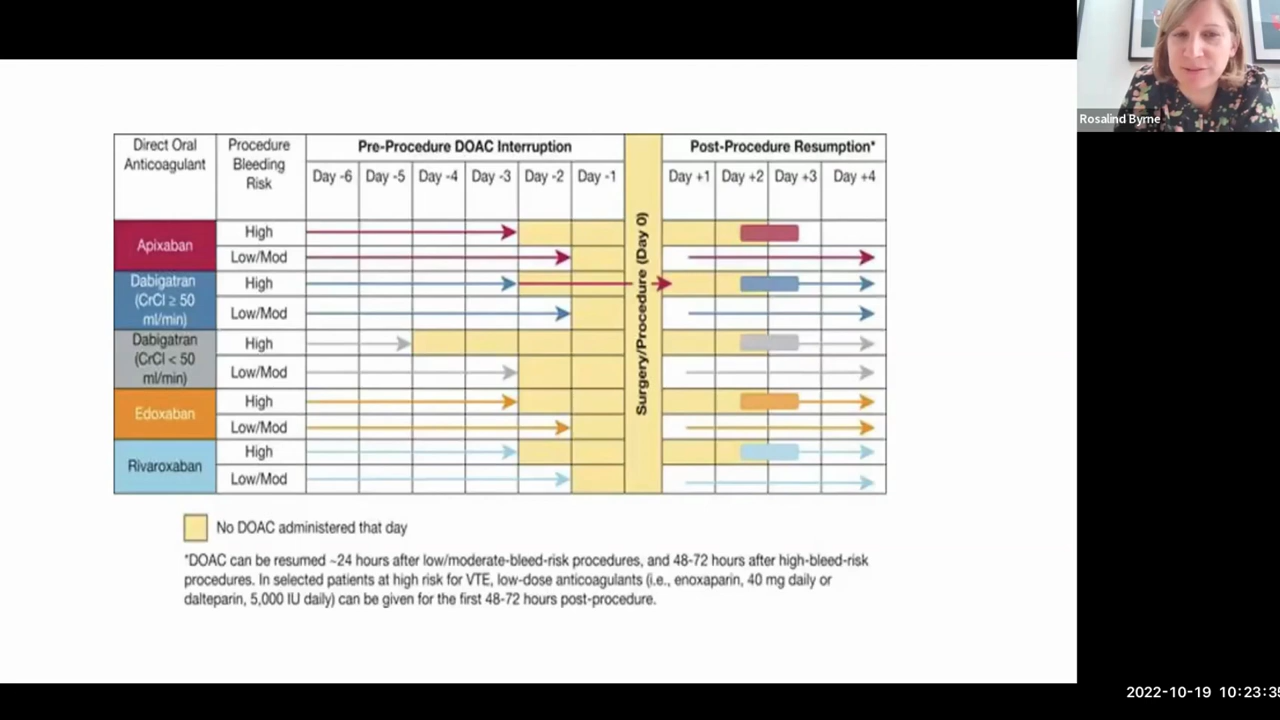 Rosalind Byrne
Direct Oral
Anticoagulant
Procedure
Bleeding
Risk
Pre-Procedure DOAC Interruption
Post-Procedure Resumption*
Day -6 Day -5 Day -4 Day -3 Day -2 Day -1
Day +1 Day +2 Day +3 Day +4
Surgery/Procedure (Day 0)
Apixaban
High
Low/Mod
Dabigatran
(CrCl ≥ 50
ml/min)
High
Low/Mod
Dabigatran
(CrCl < 50
ml/min)
High
Low/Mod
Edoxaban
High
Low/Mod
Rivaroxaban
High
Low/Mod
No DOAC administered that day
*DOAC can be resumed ~24 hours after low/moderate-bleed-risk procedures, and 48-72 hours after high-bleed-risk
procedures. In selected patients at high risk for VTE, low-dose anticoagulants (i.e., enoxaparin, 40 mg daily or
dalteparin, 5,000 IU daily) can be given for the first 48-72 hours post-procedure.
2022-10-19 10:23:35